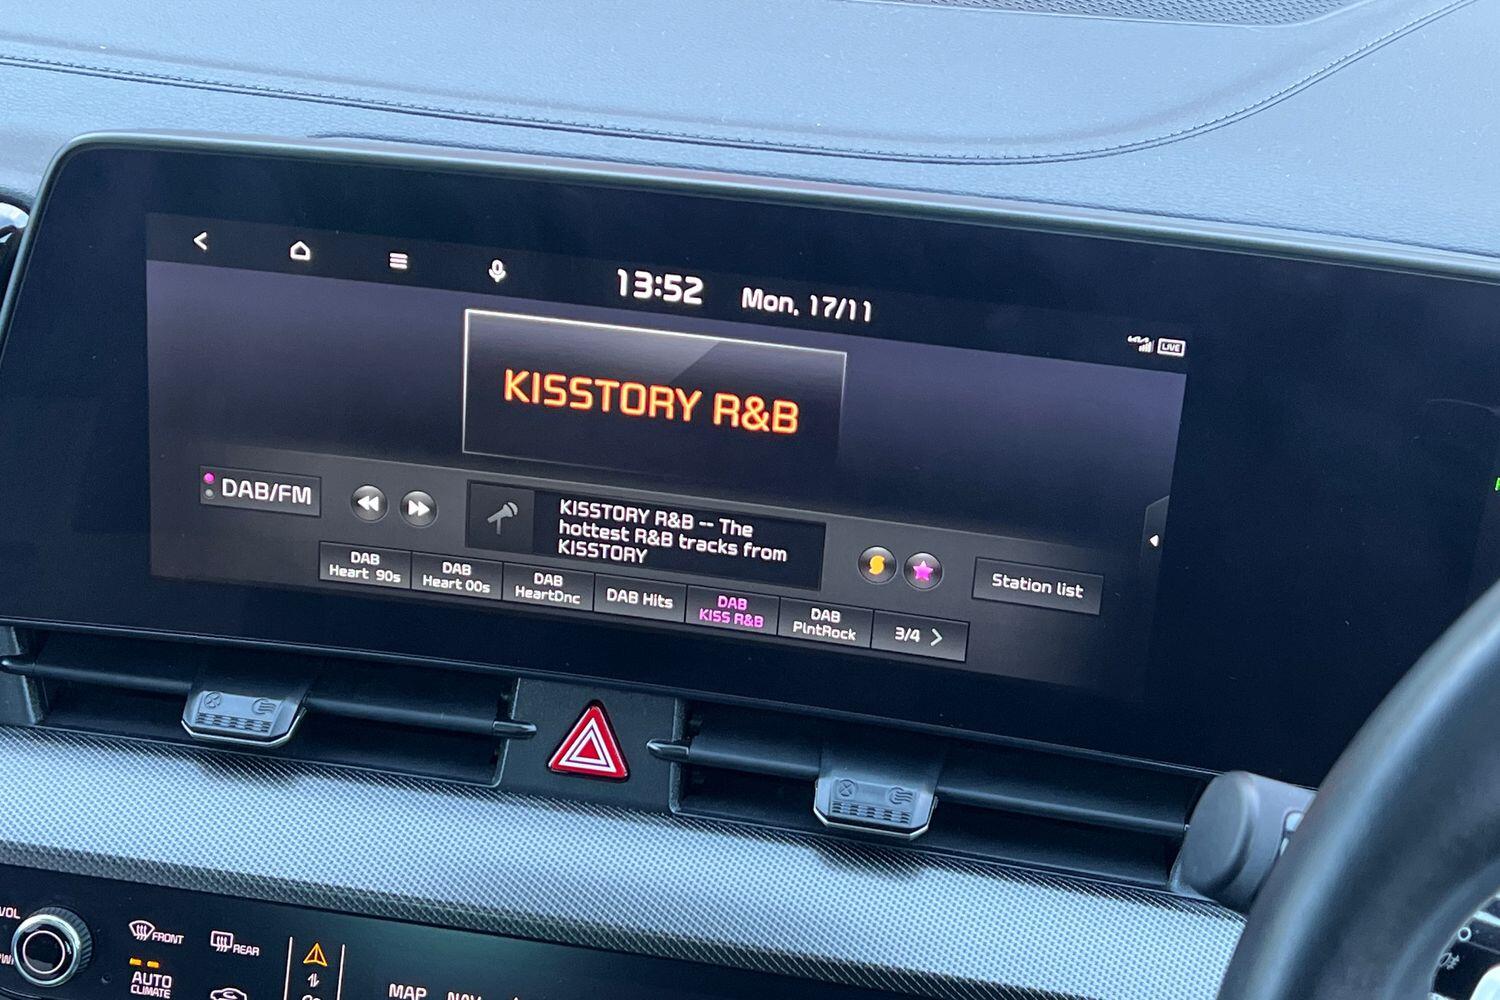 13:52
Mon, 17/11
KIA
LIVE
KISSTORY R&B
DAB/FM
KISSTORY R&B -- The
hottest R&B tracks from
KISSTORY
Station list
DAB
Heart 90s
DAB
Heart 00s
DAB
HeartDnc
DAB Hits
DAB
KISS R&B
DAB
PlntRock
3/4
VOL
FRONT
REAR
AUTO
CLIMATE
MAP